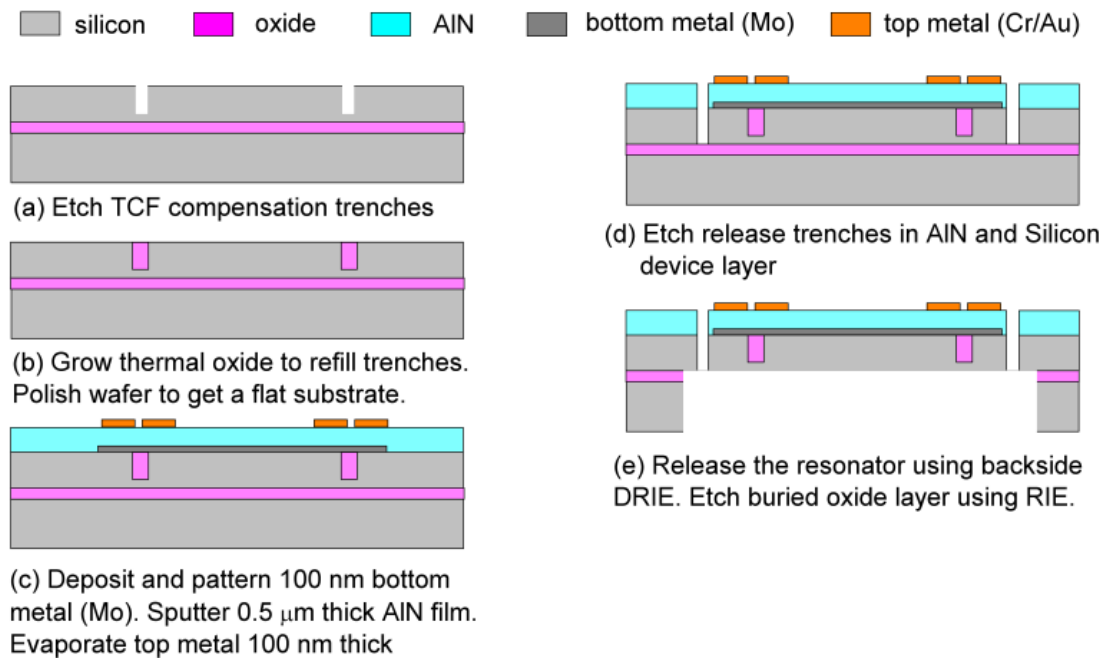 silicon oxide AlN bottom metal (Mo) top metal (Cr/Au)
(a) Etch TCF compensation trenches
(b) Grow thermal oxide to refill trenches.
Polish wafer to get a flat substrate.
(c) Deposit and pattern 100 nm bottom
metal (Mo). Sputter 0.5 μm thick AlN film.
Evaporate top metal 100 nm thick
(d) Etch release trenches in AlN and Silicon
device layer
(e) Release the resonator using backside
DRIE. Etch buried oxide layer using RIE.